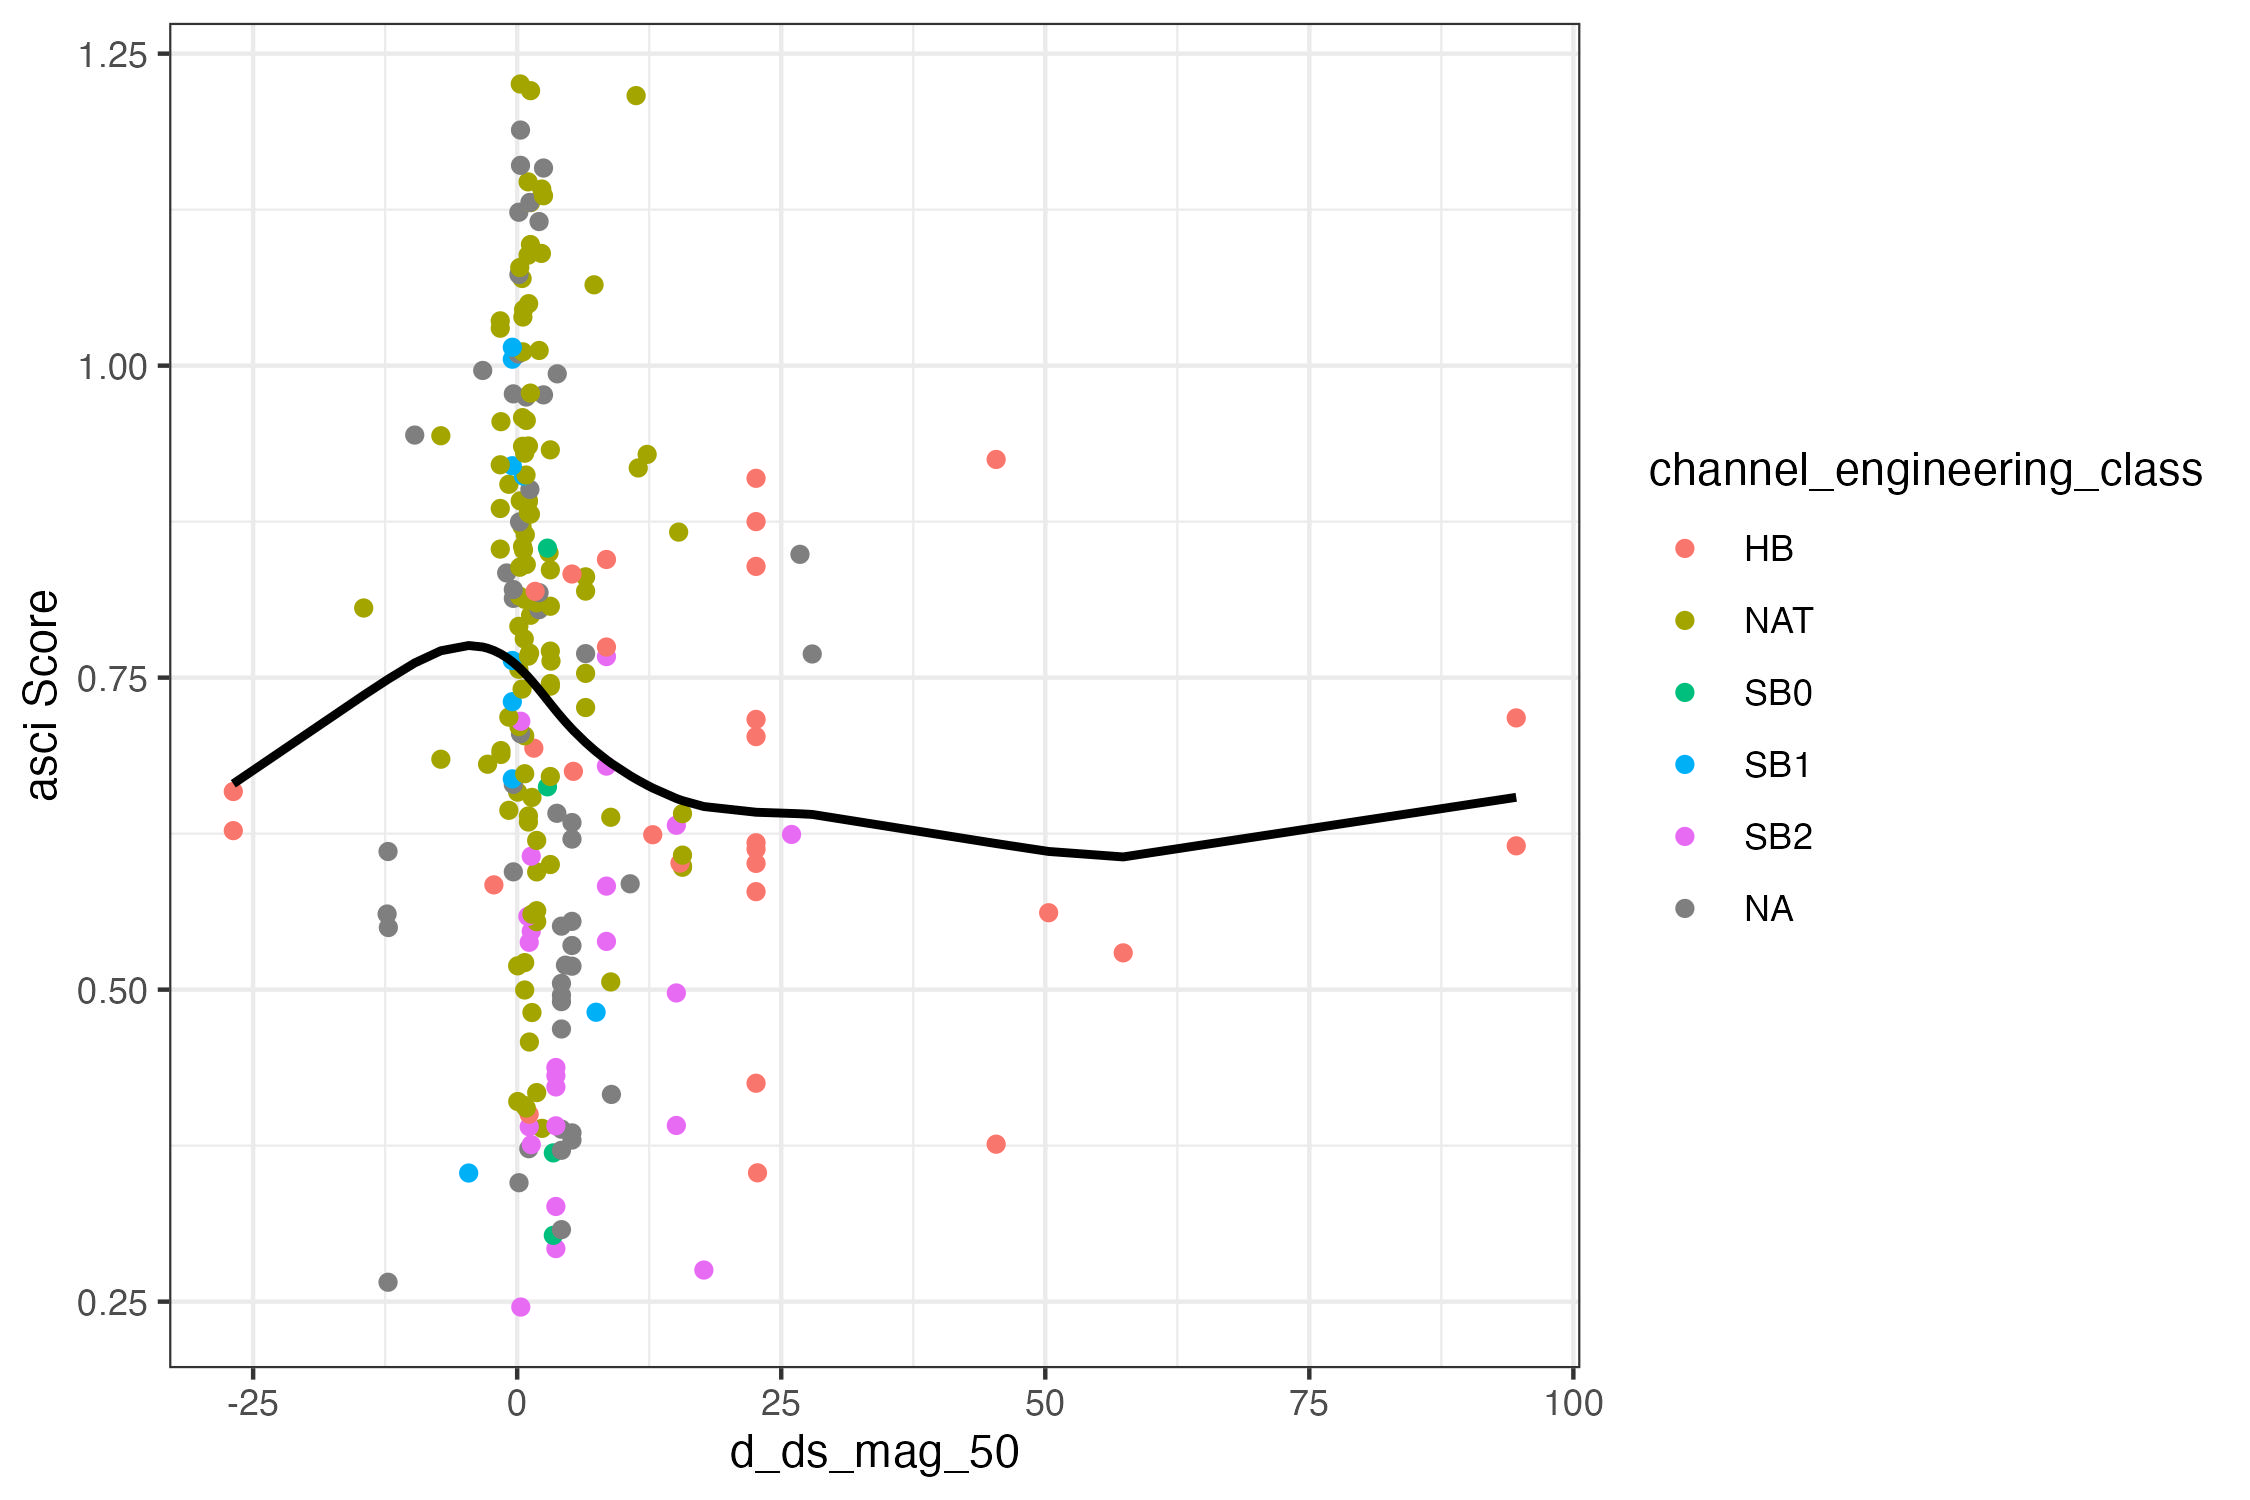 1.25
1.00
0.75
0.50
0.25
asci Score
-25 0 25 50 75 100
d_ds_mag_50
channel_engineering_class
HB
NAT
SB0
SB1
SB2
NA